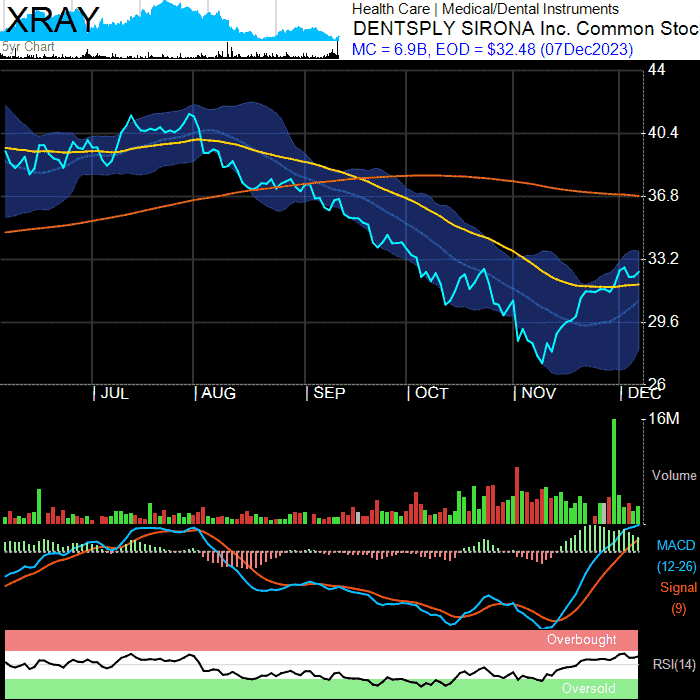 XRAY
5yr Chart
Health Care | Medical/Dental Instruments
DENTSPLY SIRONA Inc. Common Stoc
MC = 6.9B, EOD = $32.48 (07Dec2023)
44
40.4
36.8
33.2
29.6
26
JUL
AUG
SEP
OCT
NOV
DEC
16M
Volume
MACD
(12-26)
Signal
(9)
Overbought
RSI(14)
Oversold